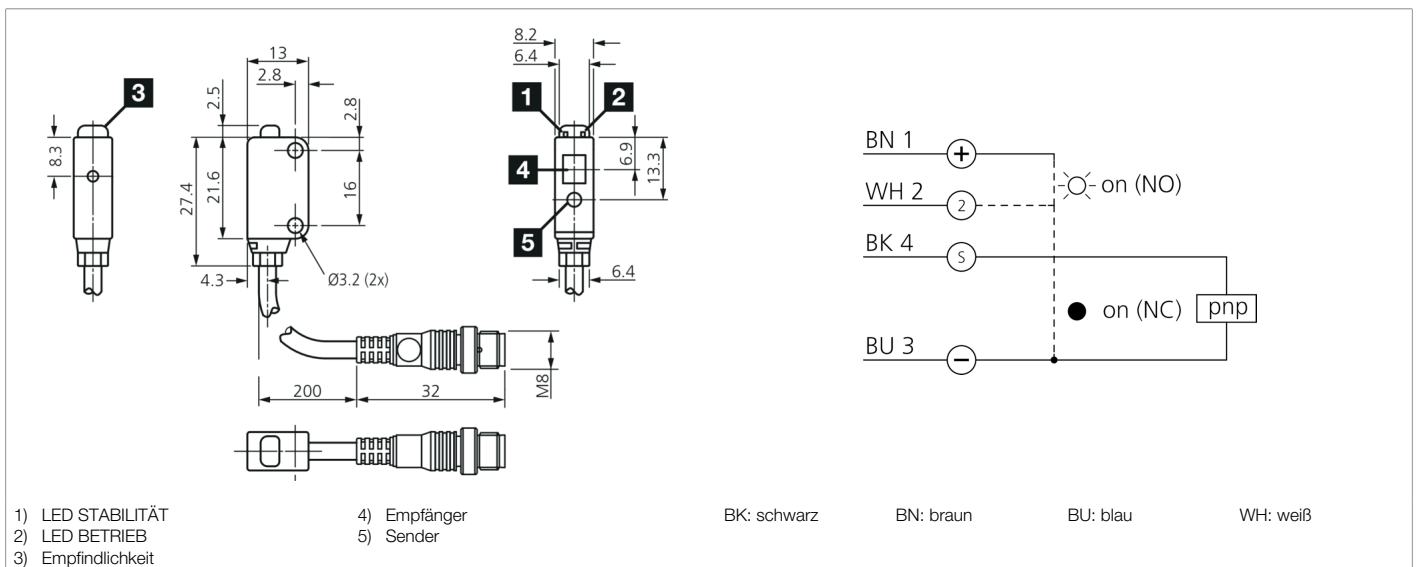 3
8.3
13
2.8
2.5
2.8
27.4
21.6
16
4.3
Ø3.2 (2x)
8.2
6.4
1
2
4
5
6.9
13.3
6.4
200
32
M8
BN 1
+
on (NO)
WH 2
2
BK 4
S
on (NC)
pnp
BU 3
−
1) LED STABILITÄT
2) LED BETRIEB
3) Empfindlichkeit
4) Empfänger
5) Sender
BK: schwarz
BN: braun
BU: blau
WH: weiß